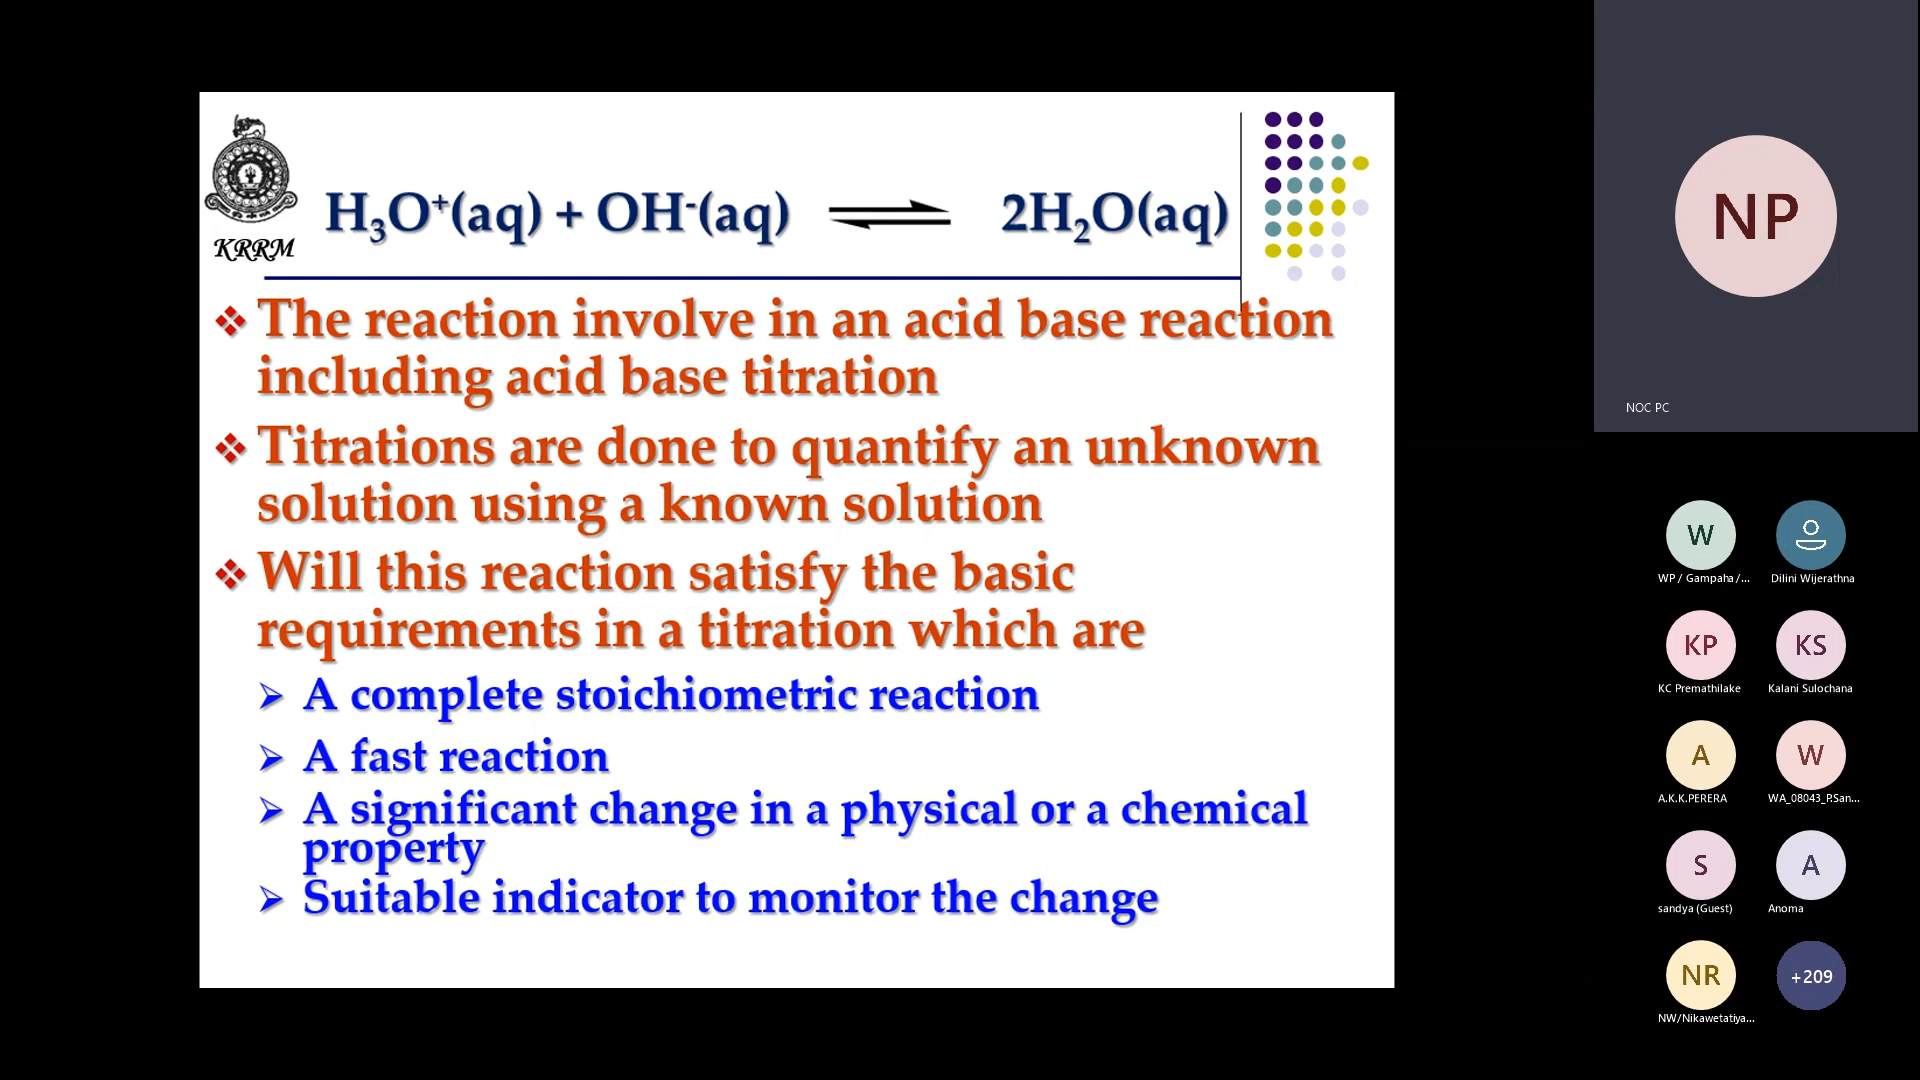 KRRM
H₃O⁺(aq) + OH⁻(aq) ⇌ 2H₂O(aq)
The reaction involve in an acid base reaction
including acid base titration
Titrations are done to quantify an unknown
solution using a known solution
Will this reaction satisfy the basic
requirements in a titration which are
A complete stoichiometric reaction
A fast reaction
A significant change in a physical or a chemical
property
Suitable indicator to monitor the change
NP
NOC PC
W
WP / Gampaha /...
Dilini Wijerathna
KP
KC Premathilake
KS
Kalani Sulochana
A
A.K.K.PERERA
W
WA_08043_P.San...
S
sandya (Guest)
A
Anoma
NR
NW/Nikawetatiya...
+209